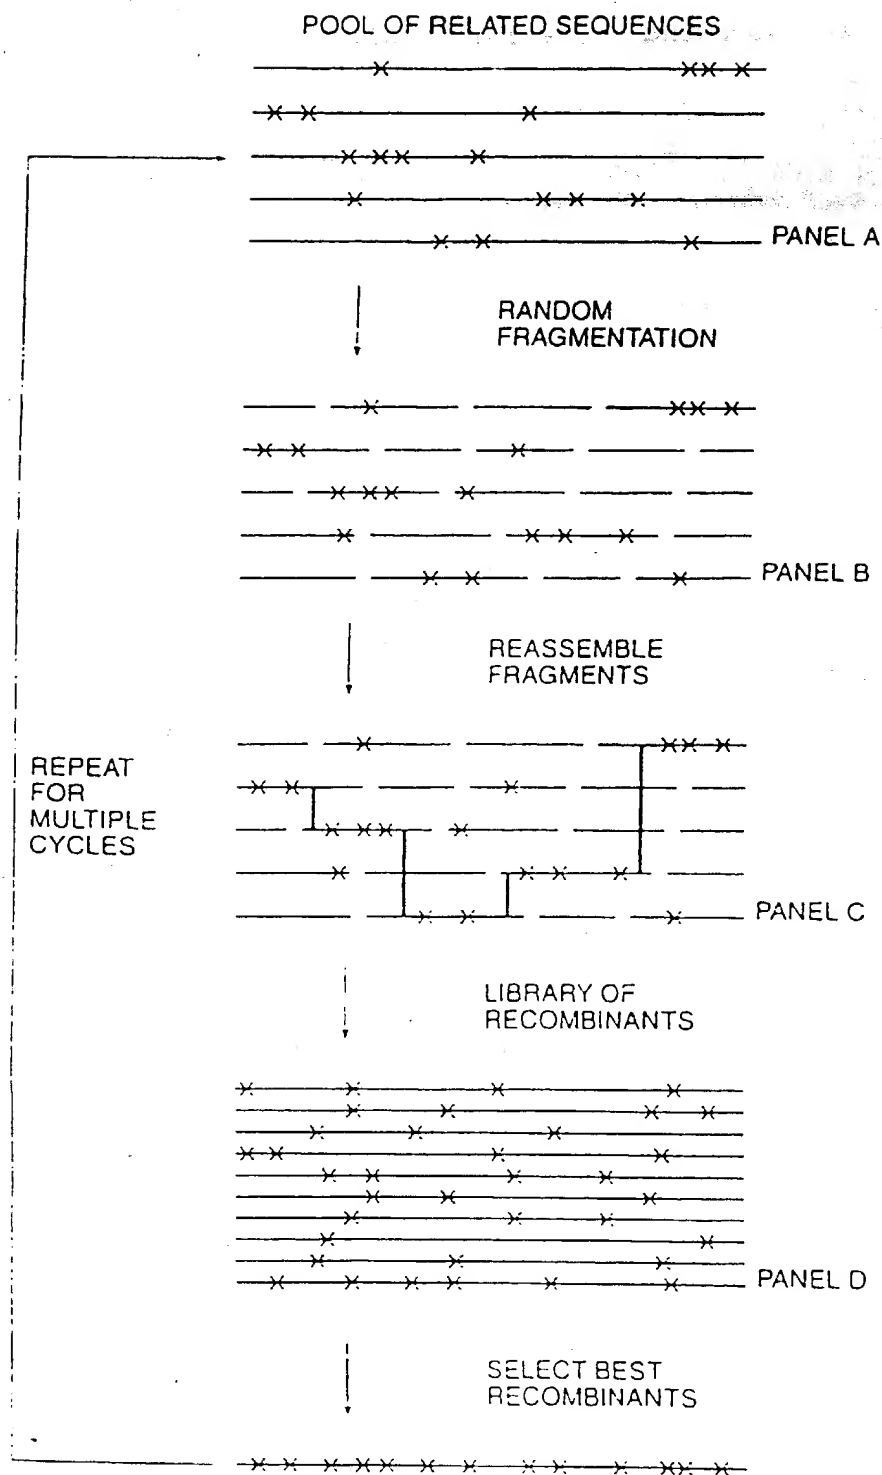 POOL OF RELATED SEQUENCES
PANEL A
RANDOM
FRAGMENTATION
PANEL B
REASSEMBLE
FRAGMENTS
REPEAT
FOR
MULTIPLE
CYCLES
PANEL C
LIBRARY OF
RECOMBINANTS
PANEL D
SELECT BEST
RECOMBINANTS